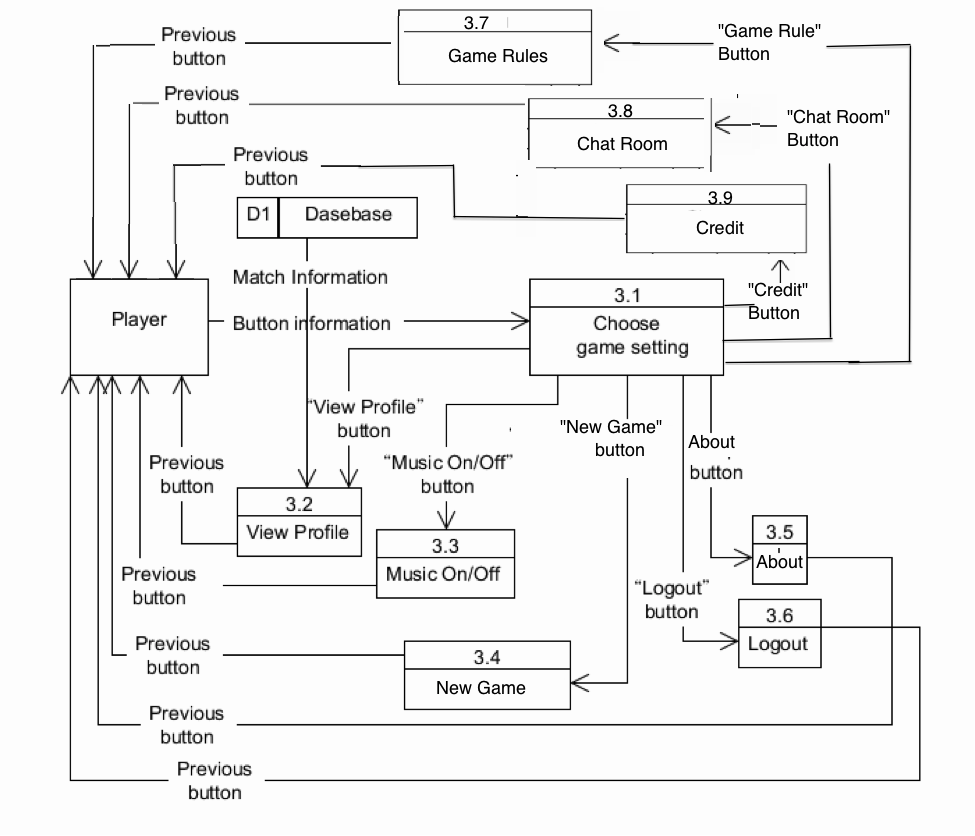 3.7
Game Rules
Previous
button
"Game Rule"
Button
Previous
button
3.8
Chat Room
"Chat Room"
Button
Previous
button
3.9
Credit
D1 Dasebase
Match Information
"Credit"
Button
Player
Button information
3.1
Choose
game setting
“View Profile”
button
"New Game"
button
About
button
“Music On/Off”
button
Previous
button
3.2
View Profile
3.3
Music On/Off
3.5
About
Previous
button
“Logout”
button
3.6
Logout
Previous
button
3.4
New Game
Previous
button
Previous
button